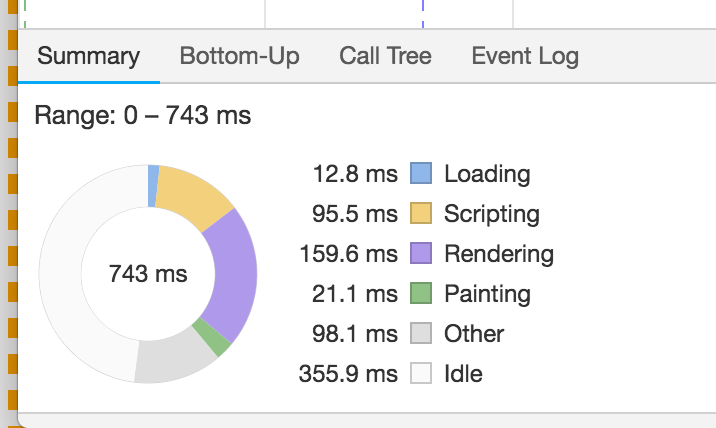 Summary Bottom-Up Call Tree Event Log
Range: 0 – 743 ms
743 ms
12.8 ms Loading
95.5 ms Scripting
159.6 ms Rendering
21.1 ms Painting
98.1 ms Other
355.9 ms Idle